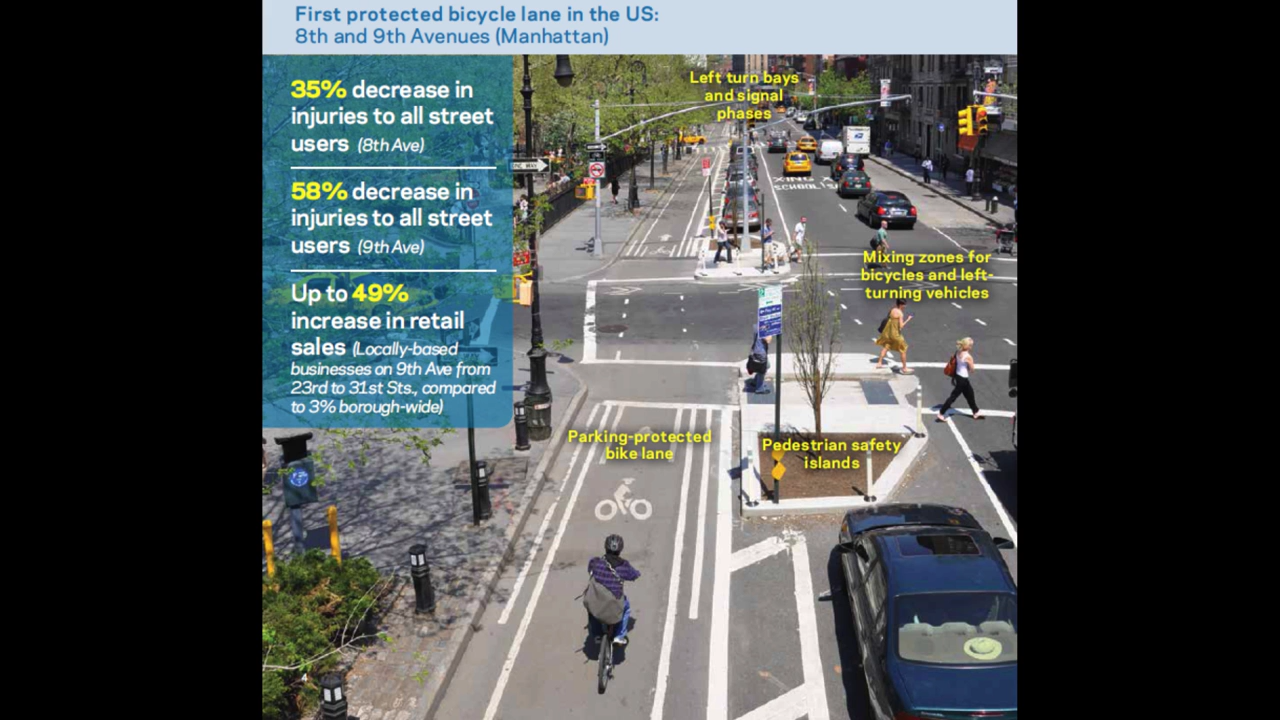 First protected bicycle lane in the US:
8th and 9th Avenues (Manhattan)
35% decrease in
injuries to all street
users (8th Ave)
58% decrease in
injuries to all street
users (9th Ave)
Up to 49%
increase in retail
sales (Locally-based
businesses on 9th Ave from
23rd to 31st Sts., compared
to 3% borough-wide)
Left turn bays
and signal
phases
Mixing zones for
bicycles and left-
turning vehicles
Parking-protected
bike lane
Pedestrian safety
islands
XING
SCHOOL
4